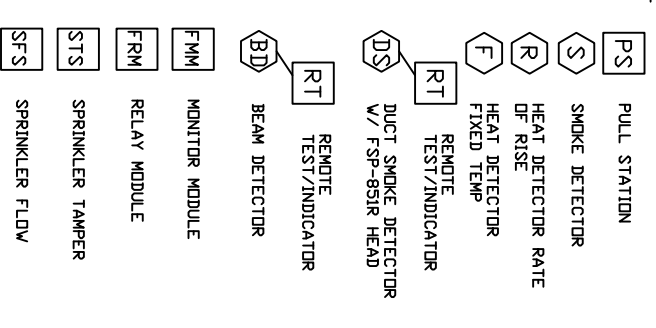 PS PULL STATION
S SMOKE DETECTOR
R HEAT DETECTOR RATE
OF RISE
F HEAT DETECTOR
FIXED TEMP
RT REMOTE
TEST/INDICATOR
DS DUCT SMOKE DETECTOR
W/ FSP-851R HEAD
RT REMOTE
TEST/INDICATOR
BD BEAM DETECTOR
FMM MONITOR MODULE
FRM RELAY MODULE
STS SPRINKLER TAMPER
SFS SPRINKLER FLOW